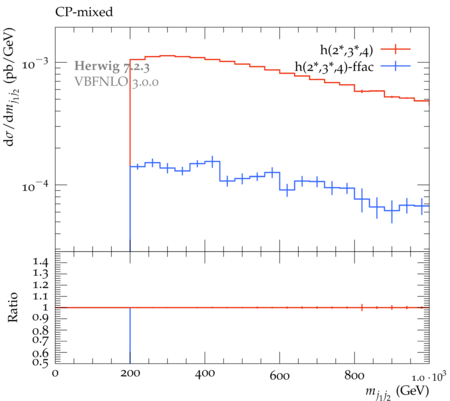 CP-mixed
h(2*,3*,4)
h(2*,3*,4)-ffac
Herwig 7.2.3
VBFNLO 3.0.0
dσ/dm_{j₁j₂} (pb/GeV)
10⁻³
10⁻⁴
Ratio
1.4
1.3
1.2
1.1
1
0.9
0.8
0.7
0.6
0.5
0 200 400 600 800 1.0 · 10³
m_{j₁j₂} (GeV)